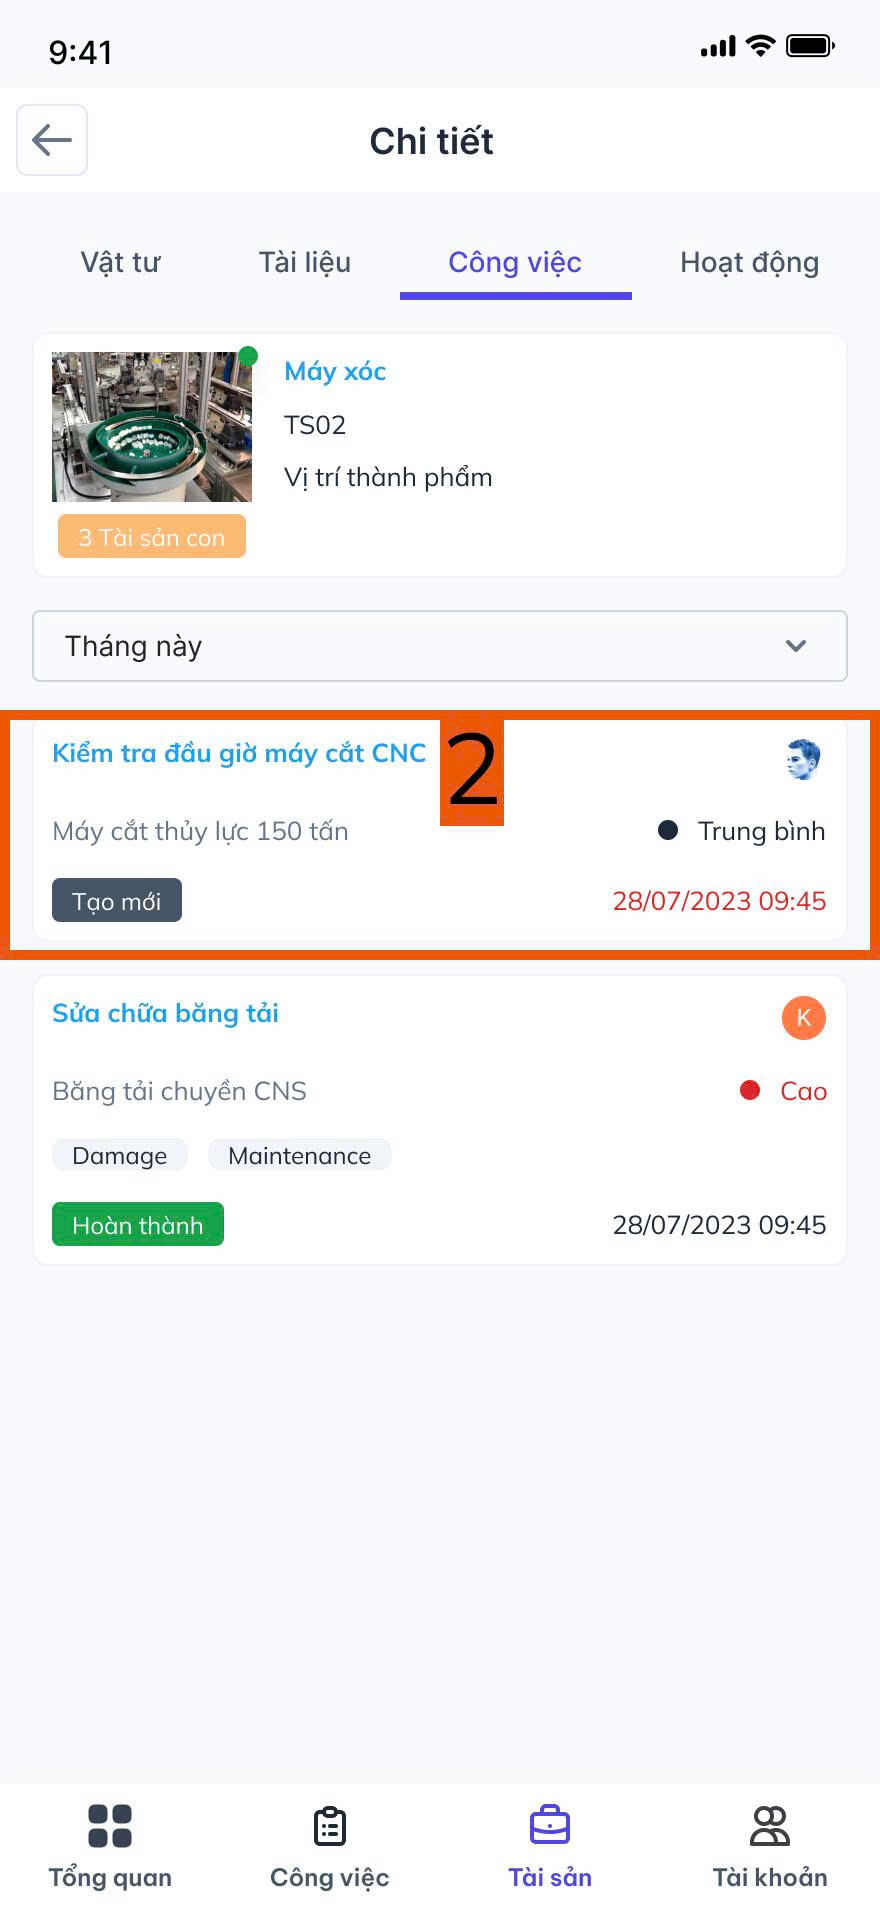 9:41
Chi tiết
Vật tư Tài liệu Công việc Hoạt động
Máy xóc
TS02
Vị trí thành phẩm
3 Tài sản con
Tháng này
Kiểm tra đầu giờ máy cắt CNC
2
Máy cắt thủy lực 150 tấn Trung bình
Tạo mới 28/07/2023 09:45
Sửa chữa băng tải K
Băng tải chuyền CNS Cao
Damage Maintenance
Hoàn thành 28/07/2023 09:45
Tổng quan Công việc Tài sản Tài khoản